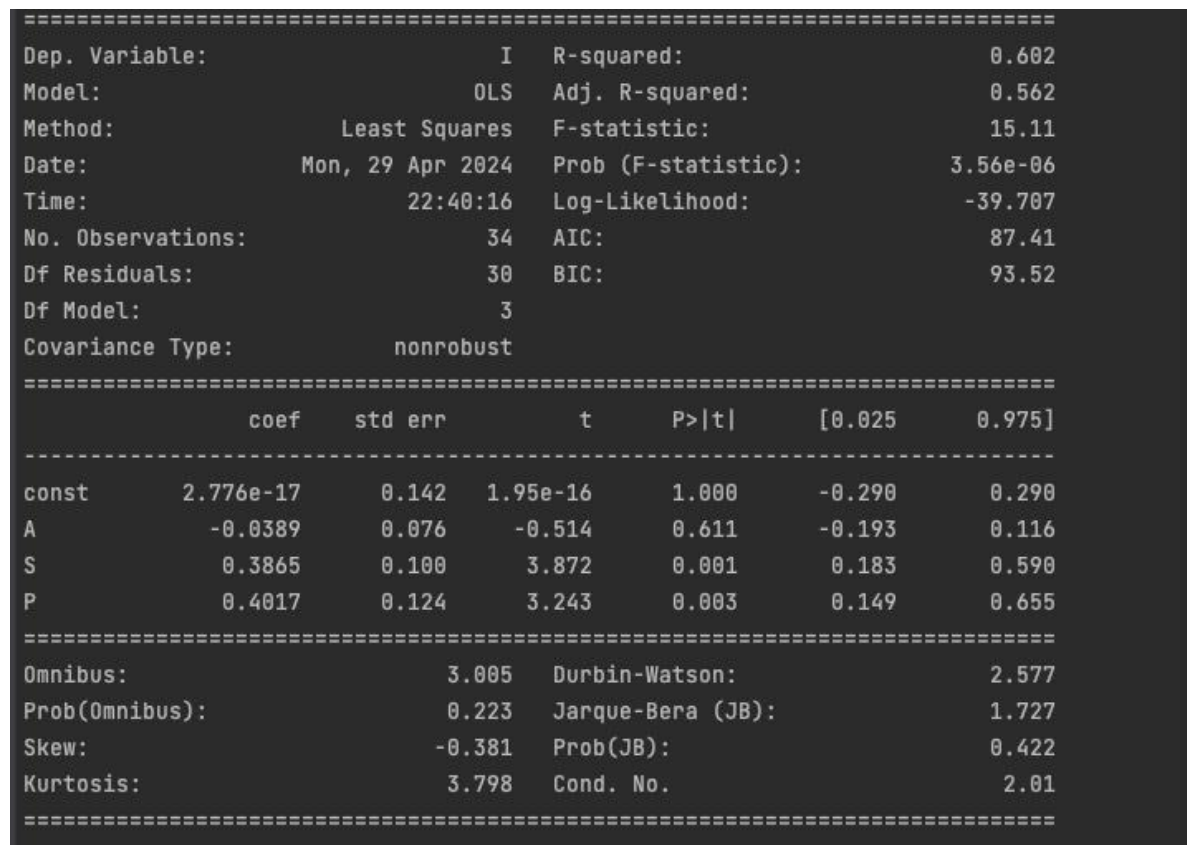 ==============================================================================
Dep. Variable:                      I   R-squared:                       0.602
Model:                            OLS   Adj. R-squared:                  0.562
Method:                 Least Squares   F-statistic:                     15.11
Date:                Mon, 29 Apr 2024   Prob (F-statistic):           3.56e-06
Time:                        22:40:16   Log-Likelihood:                -39.707
No. Observations:                  34   AIC:                             87.41
Df Residuals:                      30   BIC:                             93.52
Df Model:                           3
Covariance Type:            nonrobust
==============================================================================
                 coef    std err          t      P>|t|      [0.025      0.975]
------------------------------------------------------------------------------
const       2.776e-17      0.142   1.95e-16      1.000      -0.290       0.290
A             -0.0389      0.076     -0.514      0.611      -0.193       0.116
S              0.3865      0.100      3.872      0.001       0.183       0.590
P              0.4017      0.124      3.243      0.003       0.149       0.655
==============================================================================
Omnibus:                        3.005   Durbin-Watson:                   2.577
Prob(Omnibus):                  0.223   Jarque-Bera (JB):                1.727
Skew:                          -0.381   Prob(JB):                        0.422
Kurtosis:                       3.798   Cond. No.                         2.01
==============================================================================